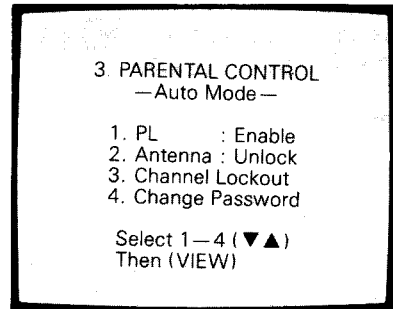 3. PARENTAL CONTROL
—Auto Mode—
1. PL : Enable
2. Antenna : Unlock
3. Channel Lockout
4. Change Password
Select 1—4 (▼▲)
Then (VIEW)